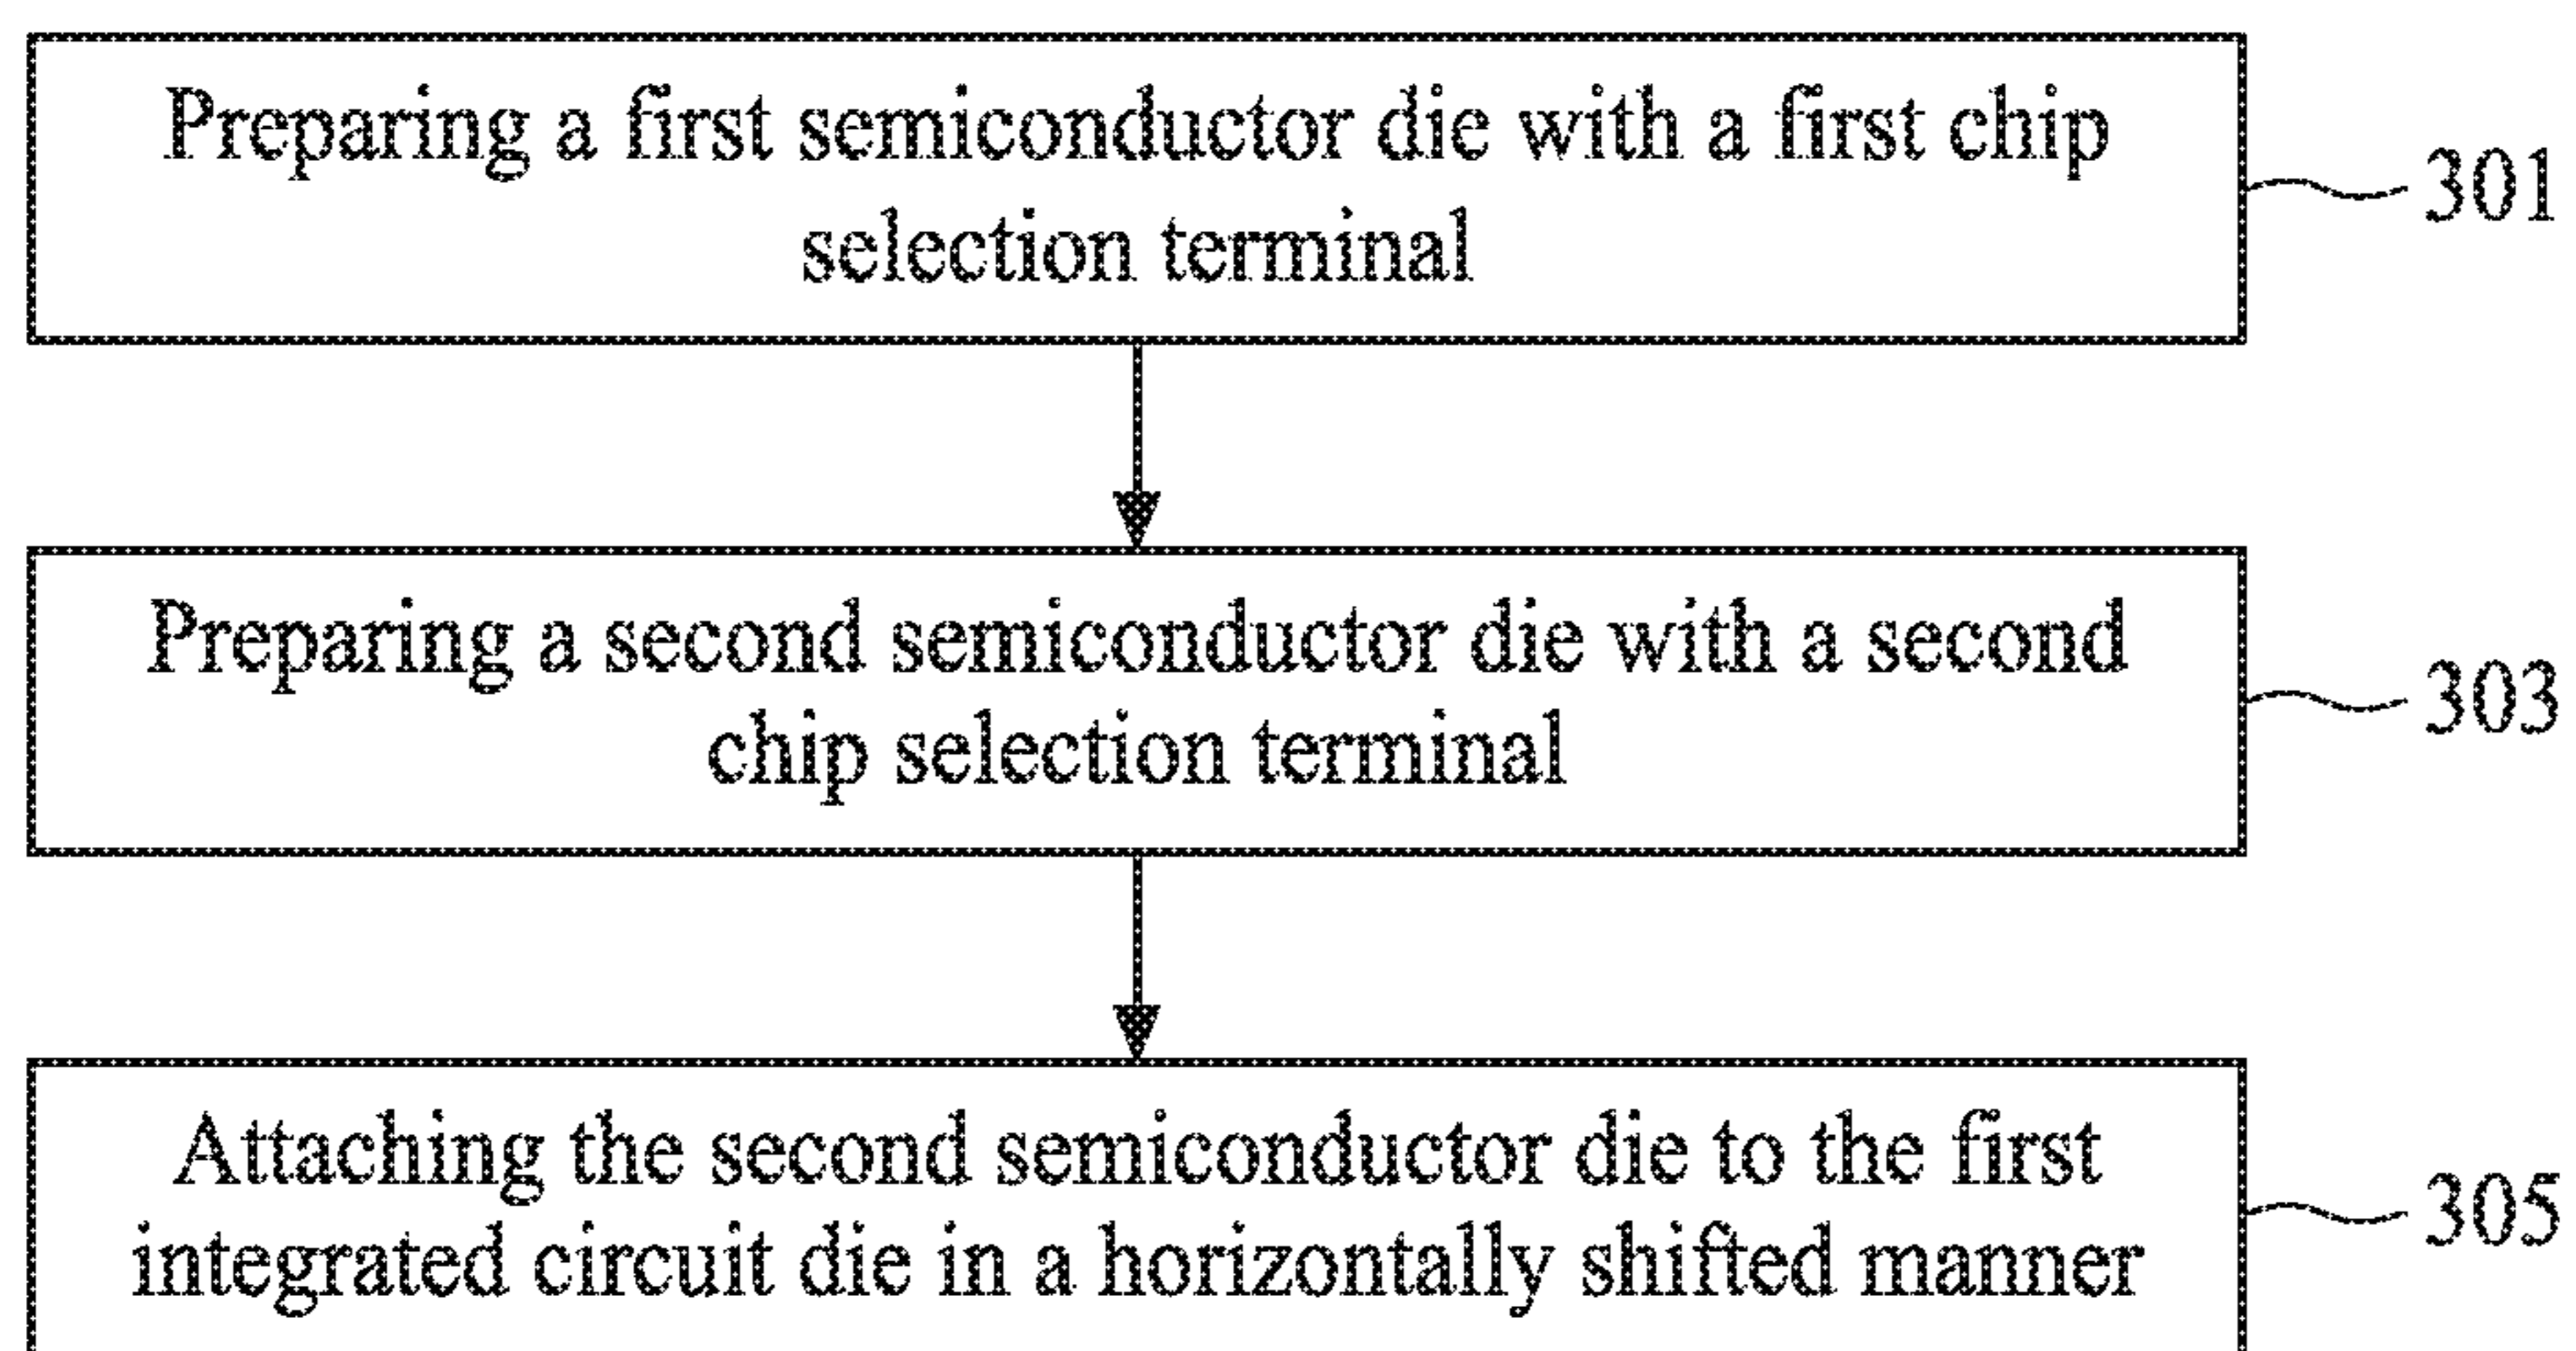 Preparing a first semiconductor die with a first chip
selection terminal
301
Preparing a second semiconductor die with a second
chip selection terminal
303
Attaching the second semiconductor die to the first
integrated circuit die in a horizontally shifted manner
305